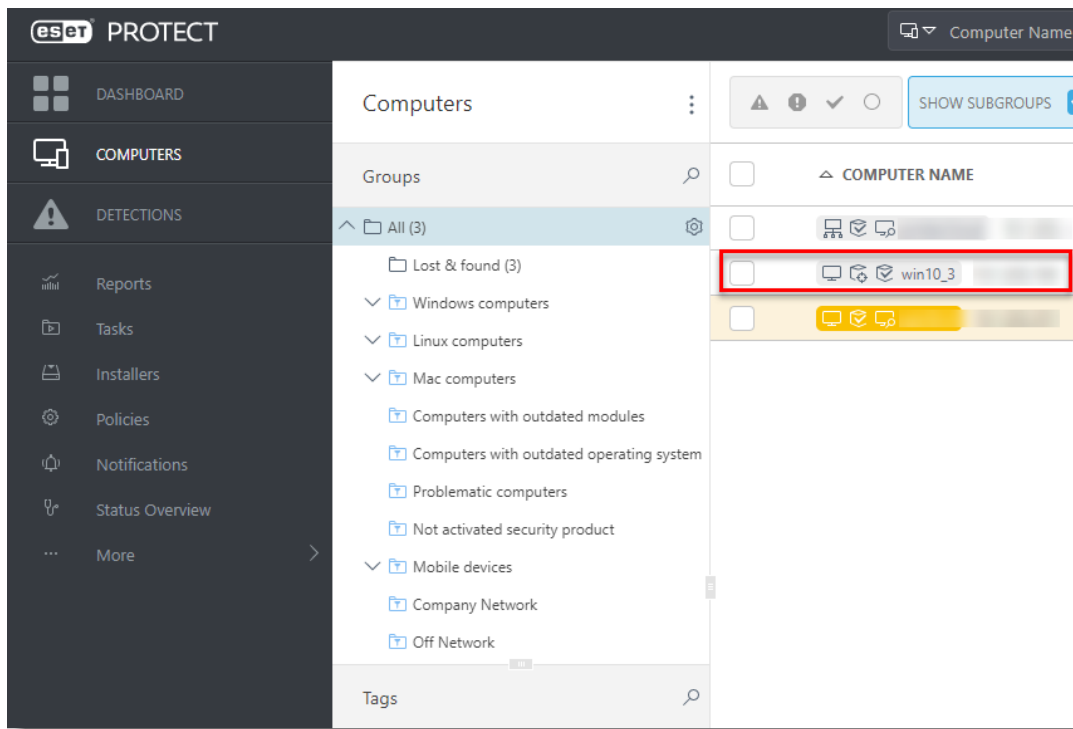 eset PROTECT
Computer Name
DASHBOARD
COMPUTERS
DETECTIONS
Reports
Tasks
Installers
Policies
Notifications
Status Overview
More
Computers
Groups
All (3)
Lost & found (3)
Windows computers
Linux computers
Mac computers
Computers with outdated modules
Computers with outdated operating system
Problematic computers
Not activated security product
Mobile devices
Company Network
Off Network
Tags
SHOW SUBGROUPS
COMPUTER NAME
win10_3